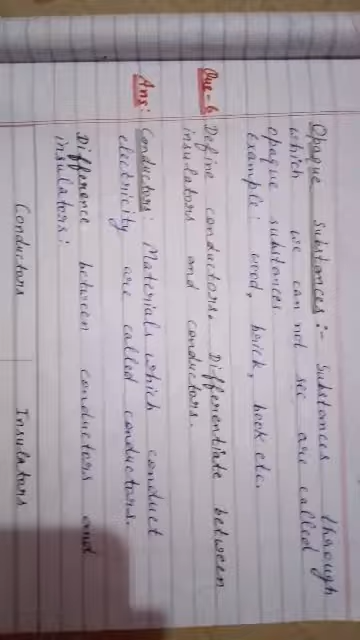 Opaque substances :- Substances through
which we can not see are called
opaque substances
Example: wood, brick, book etc.
Que-6 Define conductors. Differentiate between
insulators and conductors.
Ans: Conductors: Materials which conduct
electricity are called conductors.
Difference between conductors and
insulators:
Conductors Insulators